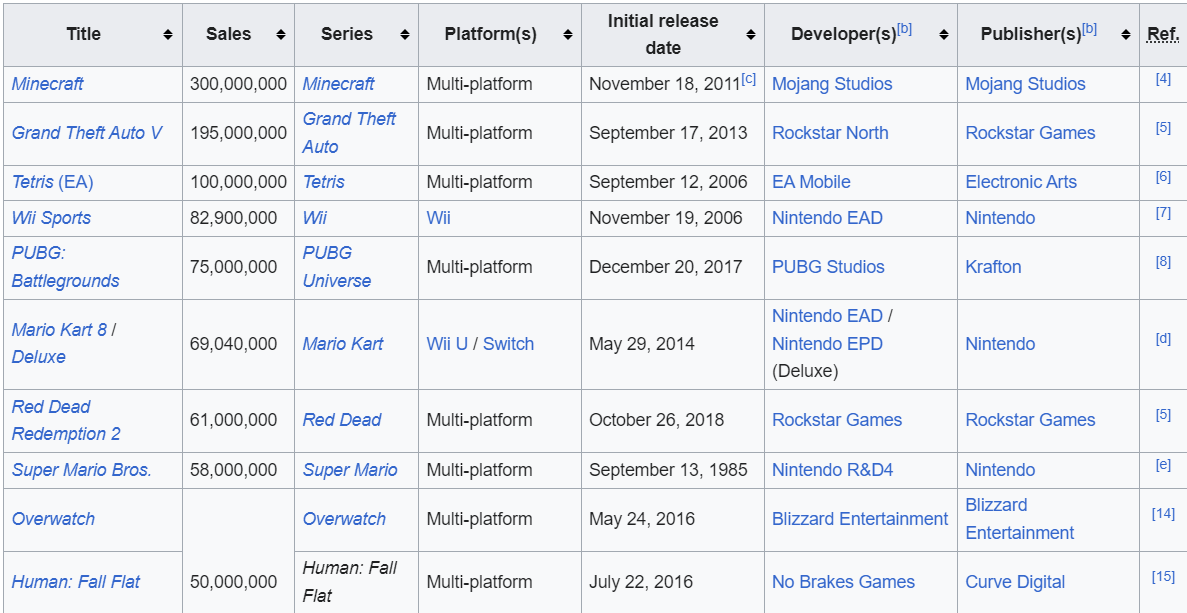 Title Sales Series Platform(s) Initial release date Developer(s)[b] Publisher(s)[b] Ref.
Minecraft 300,000,000 Minecraft Multi-platform November 18, 2011[c] Mojang Studios Mojang Studios [4]
Grand Theft Auto V 195,000,000 Grand Theft Auto Multi-platform September 17, 2013 Rockstar North Rockstar Games [5]
Tetris (EA) 100,000,000 Tetris Multi-platform September 12, 2006 EA Mobile Electronic Arts [6]
Wii Sports 82,900,000 Wii Wii November 19, 2006 Nintendo EAD Nintendo [7]
PUBG: Battlegrounds 75,000,000 PUBG Universe Multi-platform December 20, 2017 PUBG Studios Krafton [8]
Mario Kart 8 / Deluxe 69,040,000 Mario Kart Wii U / Switch May 29, 2014 Nintendo EAD / Nintendo EPD (Deluxe) Nintendo [d]
Red Dead Redemption 2 61,000,000 Red Dead Multi-platform October 26, 2018 Rockstar Games Rockstar Games [5]
Super Mario Bros. 58,000,000 Super Mario Multi-platform September 13, 1985 Nintendo R&D4 Nintendo [e]
Overwatch Overwatch Multi-platform May 24, 2016 Blizzard Entertainment Blizzard Entertainment [14]
Human: Fall Flat 50,000,000 Human: Fall Flat Multi-platform July 22, 2016 No Brakes Games Curve Digital [15]